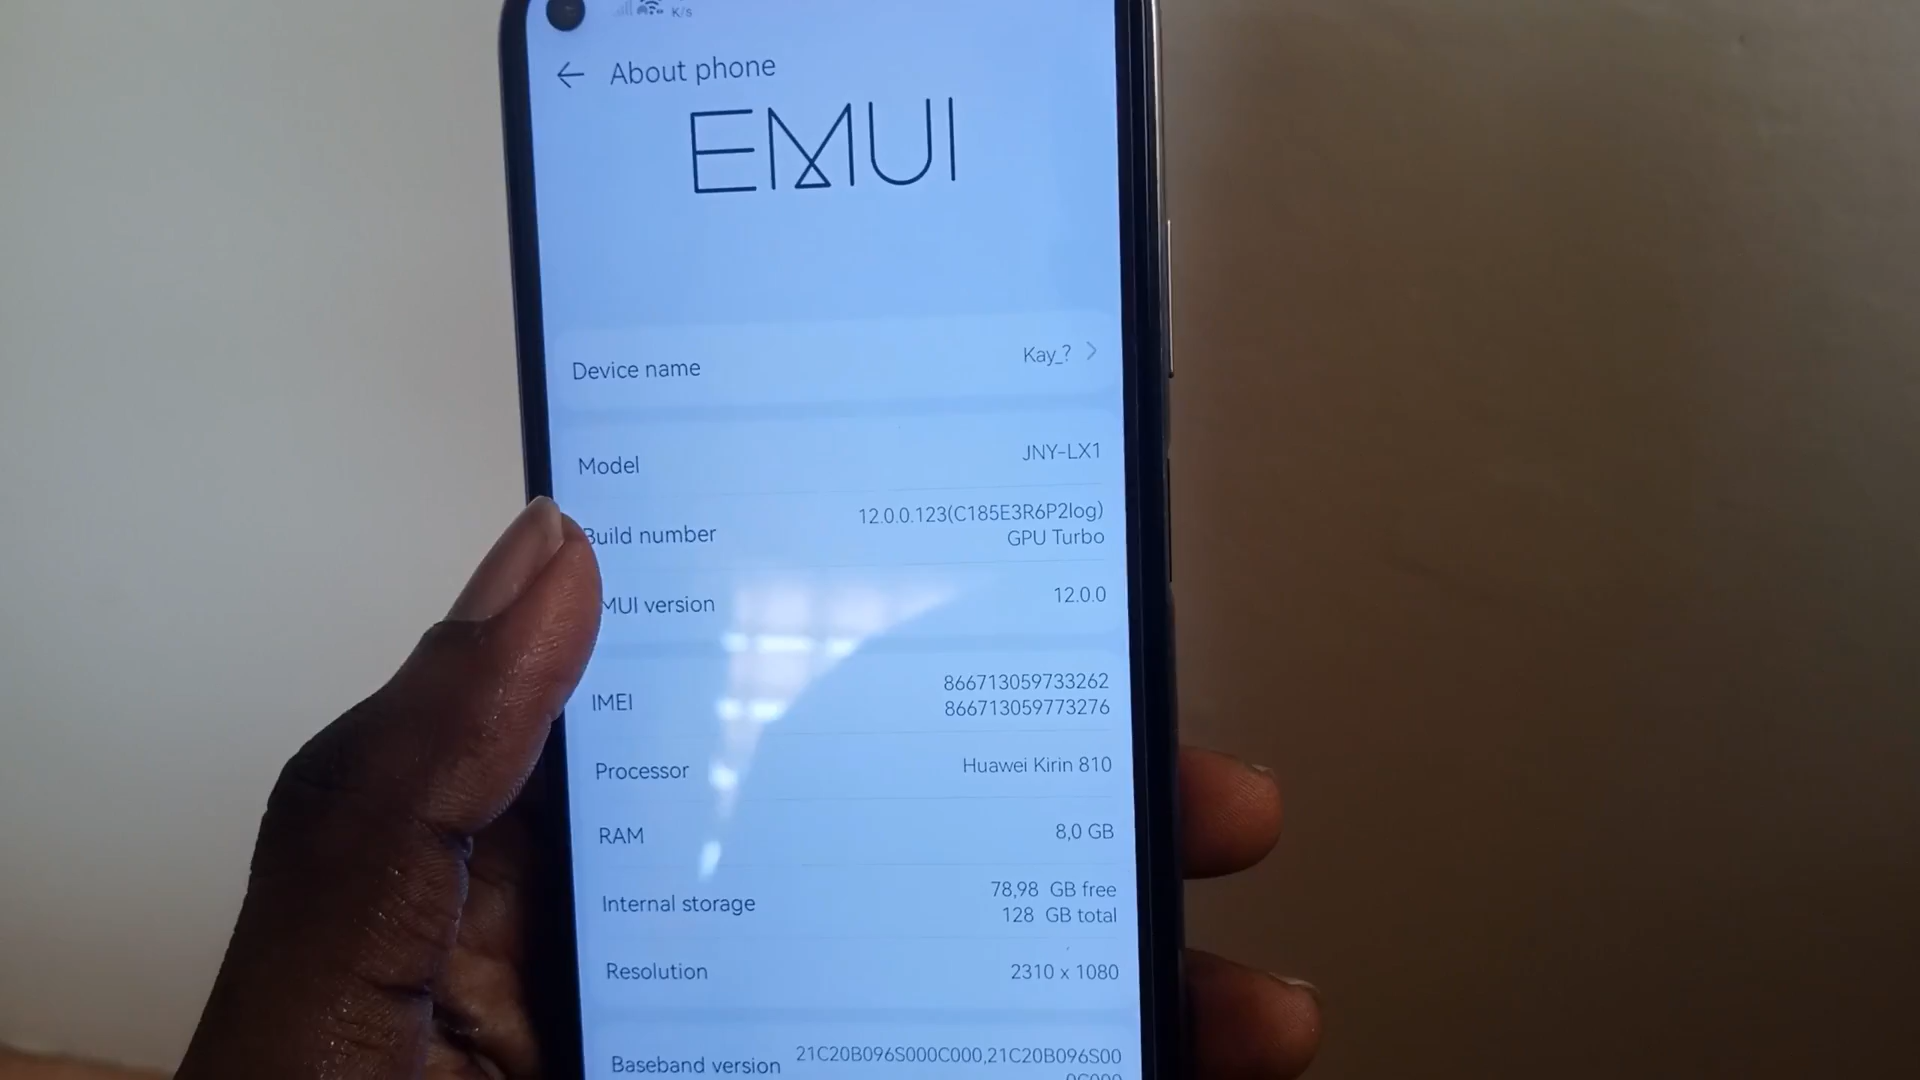 K/s
About phone
EMUI
Device name
Kay_?
Model
JNY-LX1
Build number
12.0.0.123(C185E3R6P2log)
GPU Turbo
MUI version
12.0.0
IMEI
866713059733262
866713059773276
Processor
Huawei Kirin 810
RAM
8,0 GB
Internal storage
78,98 GB free
128 GB total
Resolution
2310 x 1080
Baseband version
21C20B096S000C000,21C20B096S00